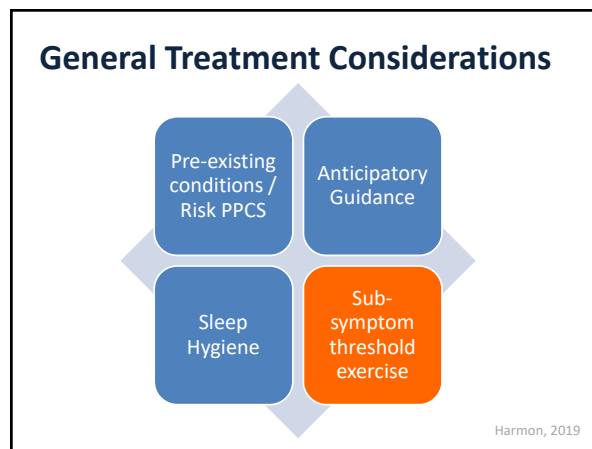 General Treatment Considerations
Pre-existing
conditions /
Risk PPCS
Anticipatory
Guidance
Sleep
Hygiene
Sub-
symptom
threshold
exercise
Harmon, 2019